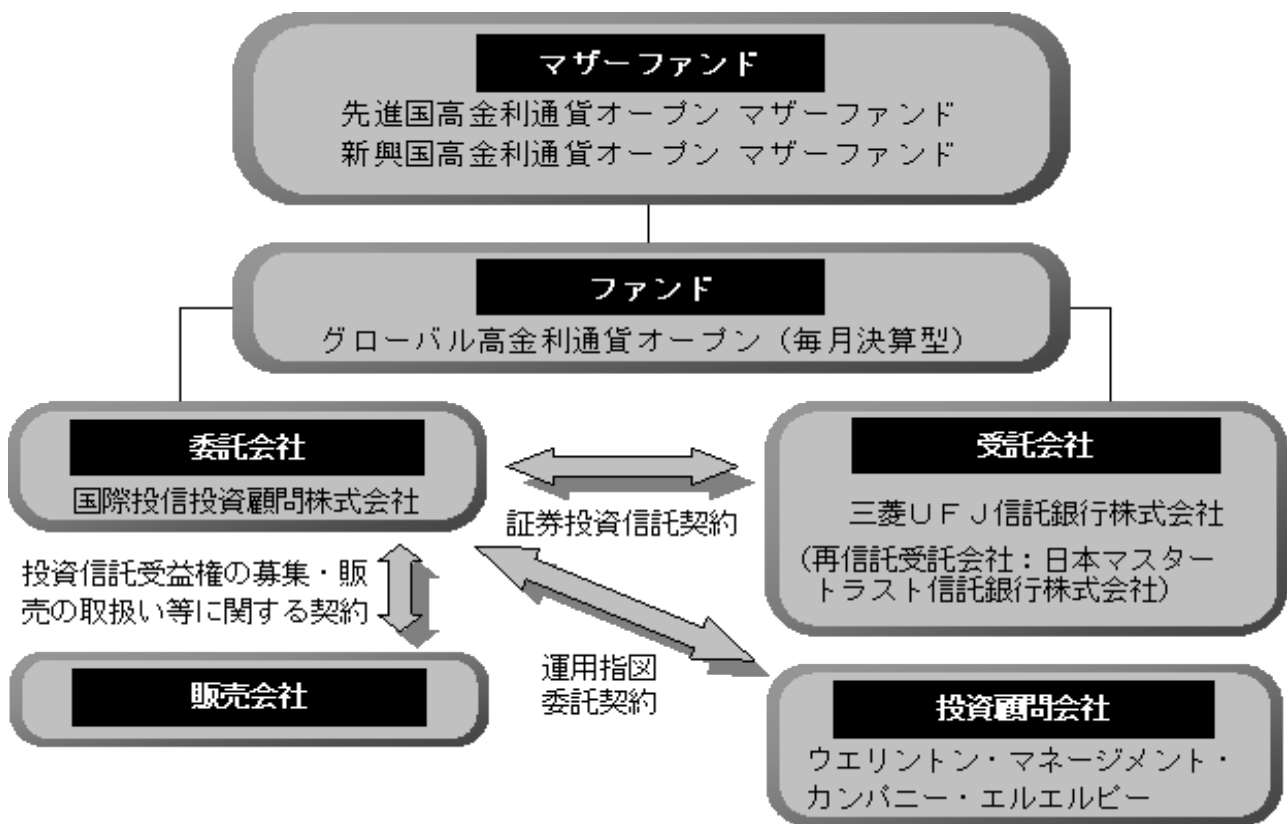 マザーファンド
先進国高金利通貨オープン マザーファンド
新興国高金利通貨オープン マザーファンド
ファンド
グローバル高金利通貨オープン(毎月決算型)
委託会社
国際投信投資顧問株式会社
証券投資信託契約
受託会社
三菱UFJ信託銀行株式会社
(再信託受託会社:日本マスター
トラスト信託銀行株式会社)
投資信託受益権の募集・販
売の取扱い等に関する契約
販売会社
運用指図
委託契約
投資顧問会社
ウエリントン・マネージメント・
カンパニー・エルエルピー